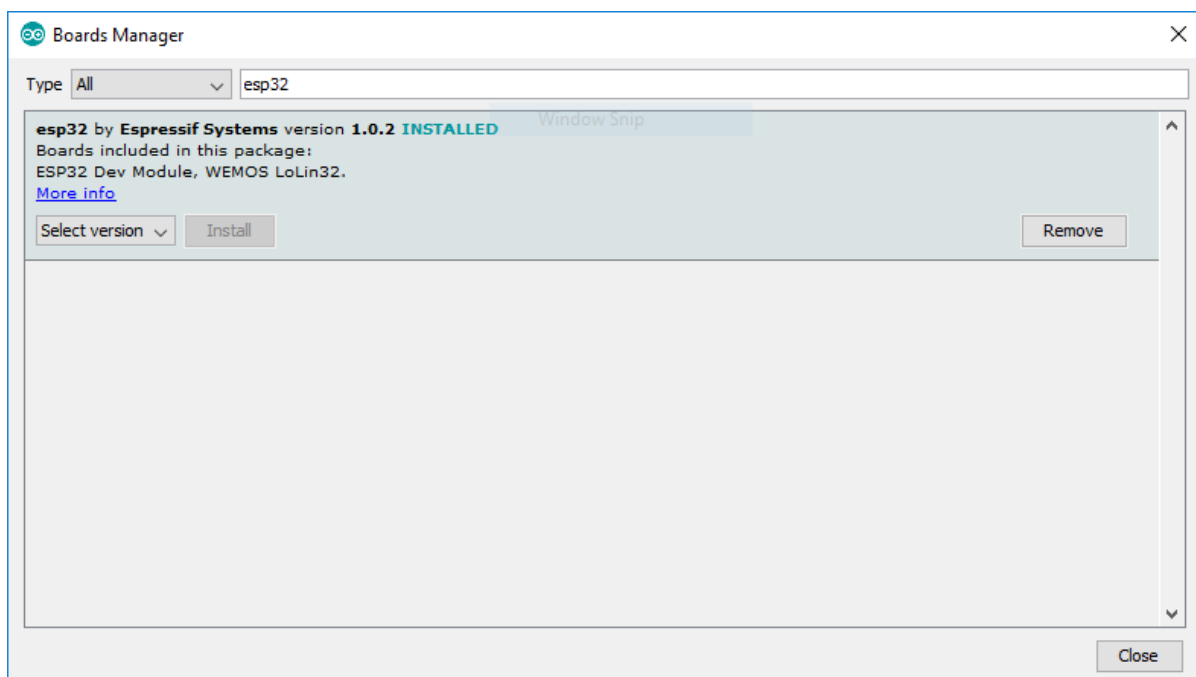 Boards Manager
Type All esp32
Window Snip
esp32 by Espressif Systems version 1.0.2 INSTALLED
Boards included in this package:
ESP32 Dev Module, WEMOS LoLin32.
More info
Select version Install Remove
Close